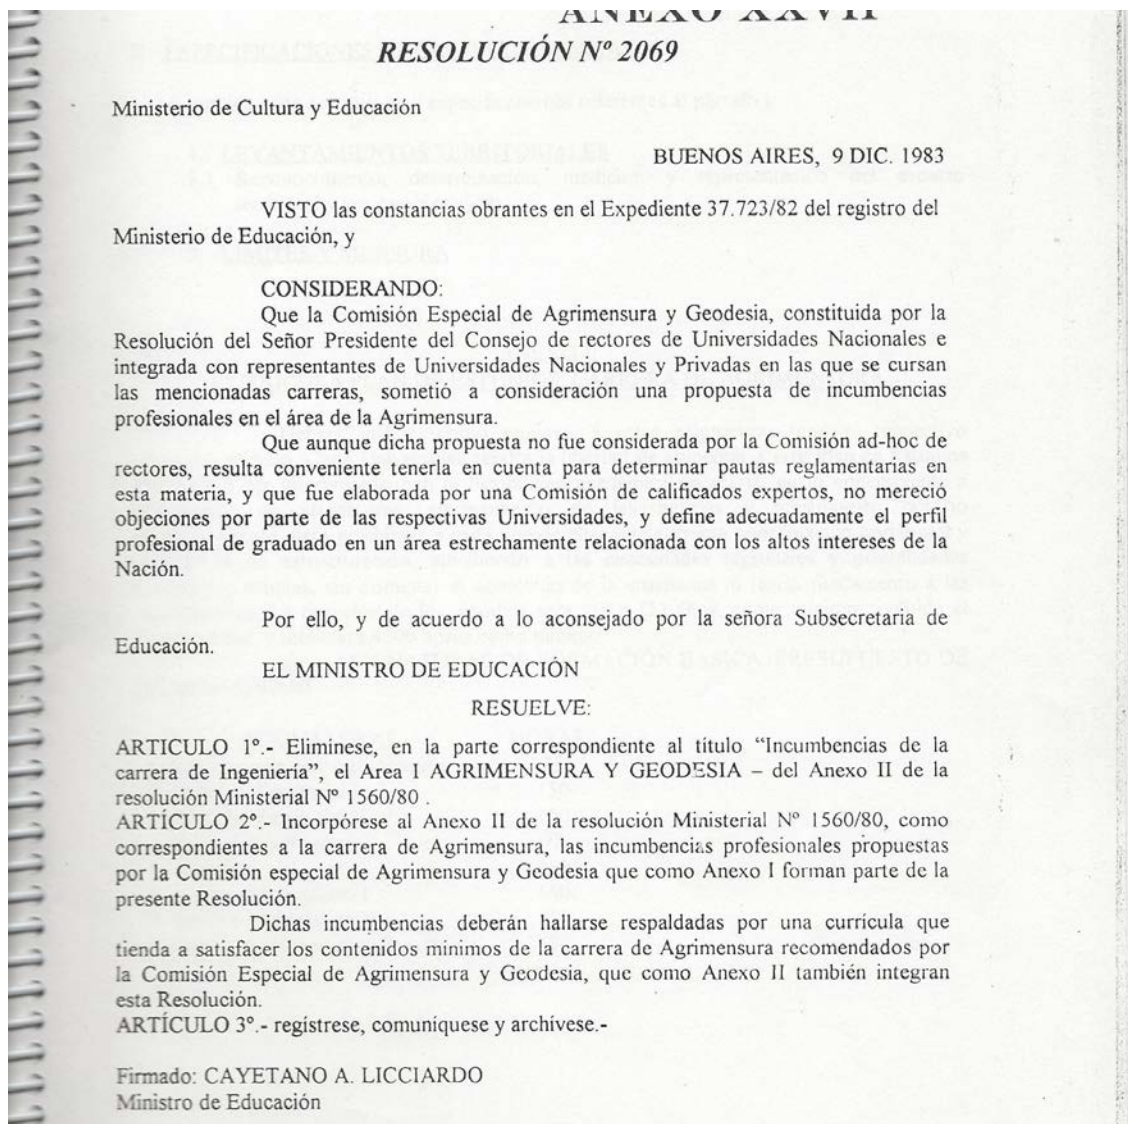 ANEXO XXVII
RESOLUCIÓN Nº 2069
Ministerio de Cultura y Educación
BUENOS AIRES, 9 DIC. 1983
VISTO las constancias obrantes en el Expediente 37.723/82 del registro del
Ministerio de Educación, y
CONSIDERANDO:
Que la Comisión Especial de Agrimensura y Geodesia, constituida por la
Resolución del Señor Presidente del Consejo de rectores de Universidades Nacionales e
integrada con representantes de Universidades Nacionales y Privadas en las que se cursan
las mencionadas carreras, sometió a consideración una propuesta de incumbencias
profesionales en el área de la Agrimensura.
Que aunque dicha propuesta no fue considerada por la Comisión ad-hoc de
rectores, resulta conveniente tenerla en cuenta para determinar pautas reglamentarias en
esta materia, y que fue elaborada por una Comisión de calificados expertos, no mereció
objeciones por parte de las respectivas Universidades, y define adecuadamente el perfil
profesional de graduado en un área estrechamente relacionada con los altos intereses de la
Nación.
Por ello, y de acuerdo a lo aconsejado por la señora Subsecretaria de
Educación.
EL MINISTRO DE EDUCACIÓN
RESUELVE:
ARTICULO 1º.- Elimínese, en la parte correspondiente al título “Incumbencias de la
carrera de Ingeniería”, el Area I AGRIMENSURA Y GEODESIA – del Anexo II de la
resolución Ministerial Nº 1560/80 .
ARTÍCULO 2º.- Incorpórese al Anexo II de la resolución Ministerial Nº 1560/80, como
correspondientes a la carrera de Agrimensura, las incumbencias profesionales propuestas
por la Comisión especial de Agrimensura y Geodesia que como Anexo I forman parte de la
presente Resolución.
Dichas incumbencias deberán hallarse respaldadas por una currícula que
tienda a satisfacer los contenidos mínimos de la carrera de Agrimensura recomendados por
la Comisión Especial de Agrimensura y Geodesia, que como Anexo II también integran
esta Resolución.
ARTÍCULO 3º.- regístrese, comuníquese y archívese.-
Firmado: CAYETANO A. LICCIARDO
Ministro de Educación